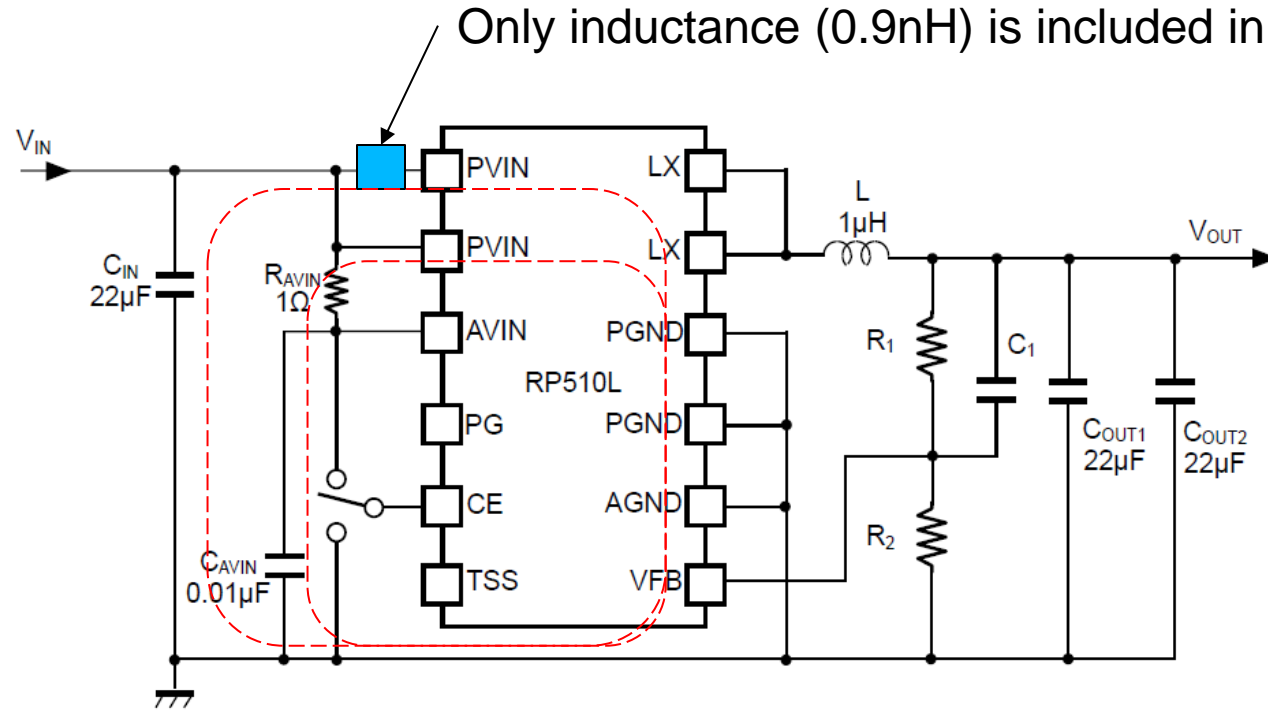 Only inductance (0.9nH) is included in
VIN
PVIN
LX
L
1µH
PVIN
LX
VOUT
CIN
22µF
RAVIN
1Ω
AVIN
PGND
R1
C1
RP510L
PG
PGND
COUT1
22µF
COUT2
22µF
CE
AGND
R2
CAVIN
0.01µF
TSS
VFB